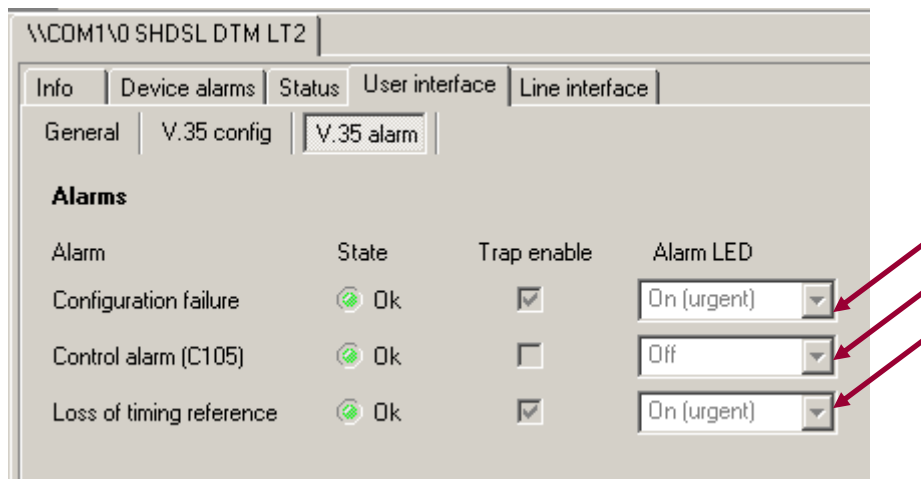 \\COM1\0 SHDSL DTM LT2
Info Device alarms Status User interface Line interface
General V.35 config V.35 alarm
Alarms
Alarm State Trap enable Alarm LED
Configuration failure Ok On (urgent)
Control alarm (C105) Ok Off
Loss of timing reference Ok On (urgent)